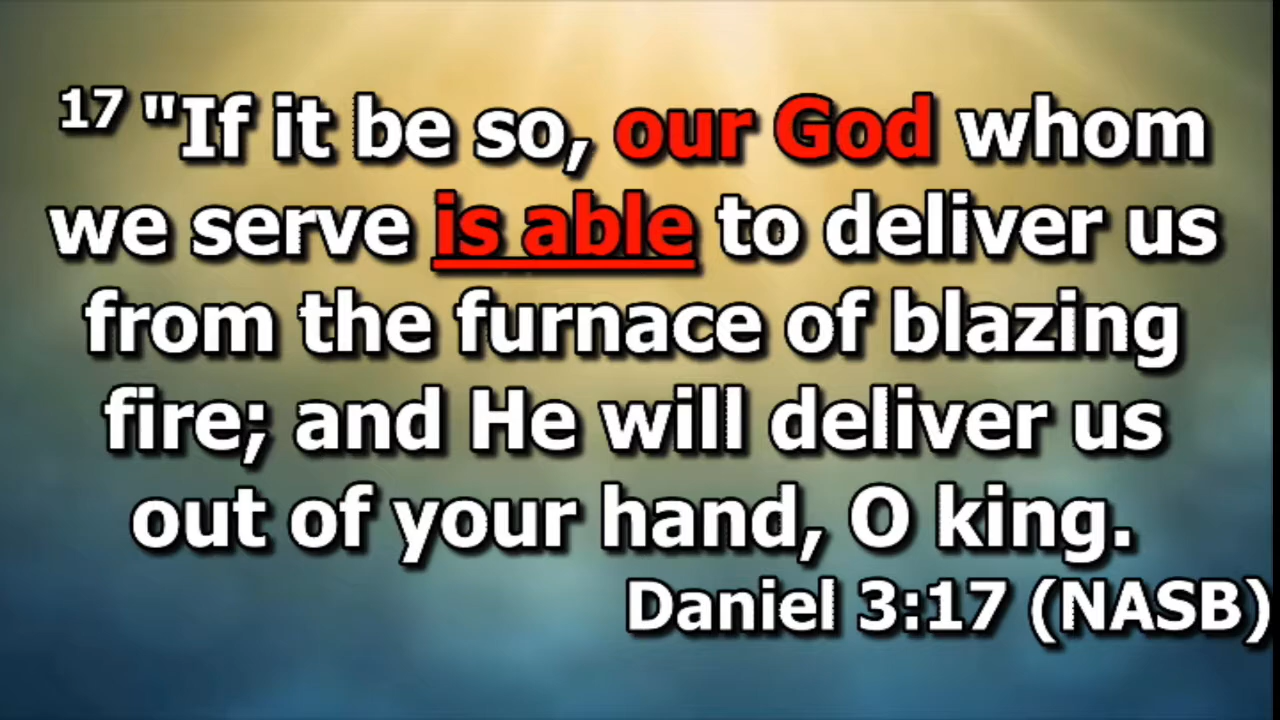 17 "If it be so, our God whom
we serve is able to deliver us
from the furnace of blazing
fire; and He will deliver us
out of your hand, O king.
Daniel 3:17 (NASB)